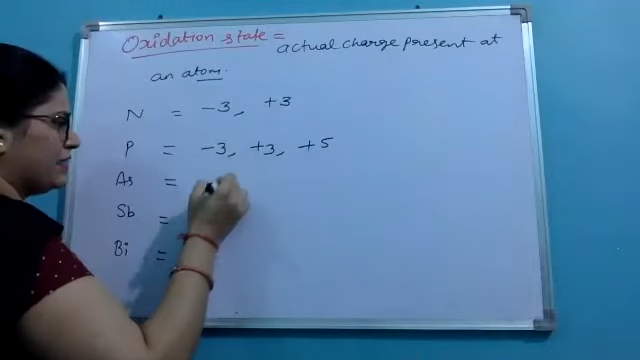 Oxidation state = actual charge present at
an atom.
N = -3, +3
P = -3, +3, +5
As =
Sb =
Bi =